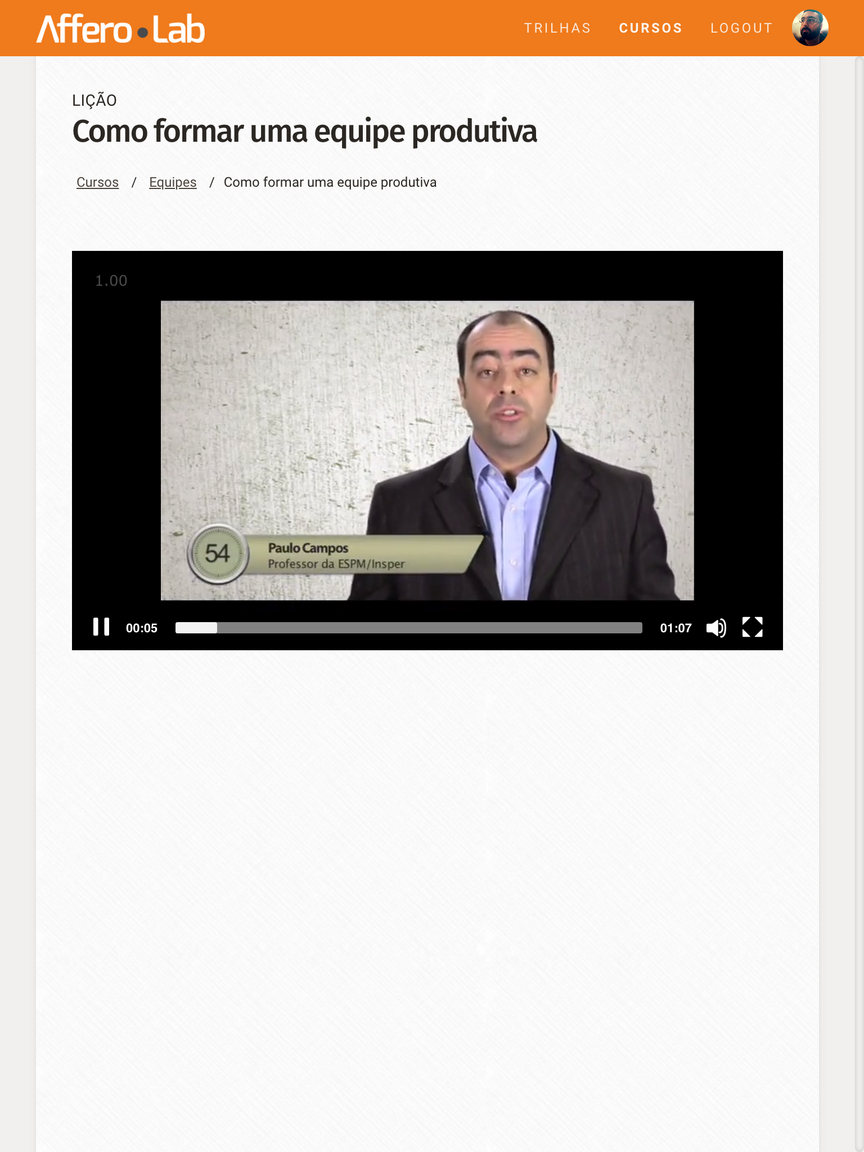 Affero Lab
TRILHAS CURSOS LOGOUT
LIÇÃO
Como formar uma equipe produtiva
Cursos / Equipes / Como formar uma equipe produtiva
1.00
54
Paulo Campos
Professor da ESPM/Insper
00:05 01:07